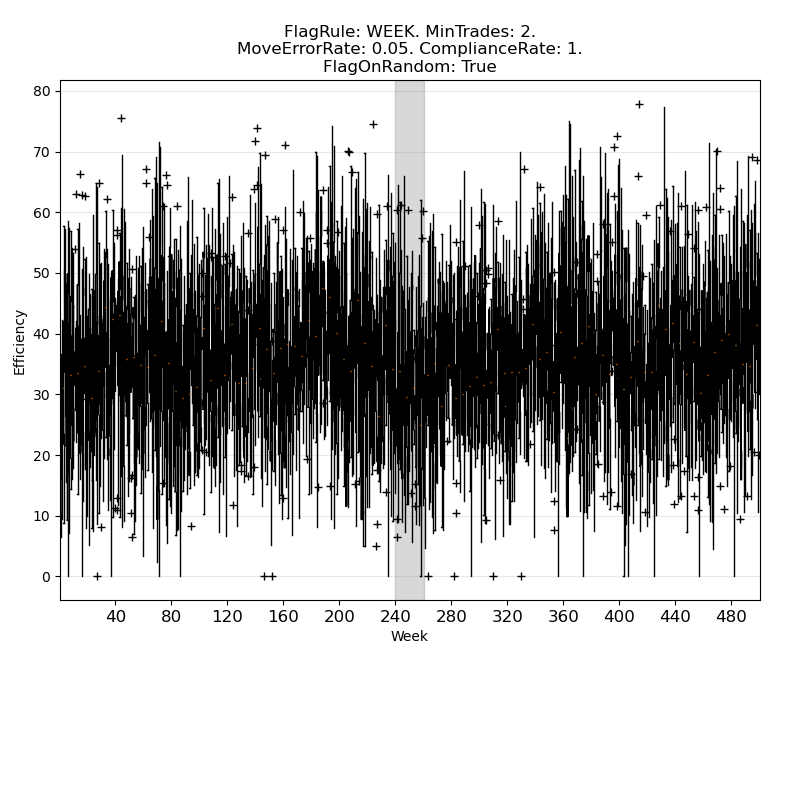 FlagRule: WEEK. MinTrades: 2.
MoveErrorRate: 0.05. ComplianceRate: 1.
FlagOnRandom: True
80
70
60
50
40
30
20
10
0
Efficiency
40 80 120 160 200 240 280 320 360 400 440 480
Week